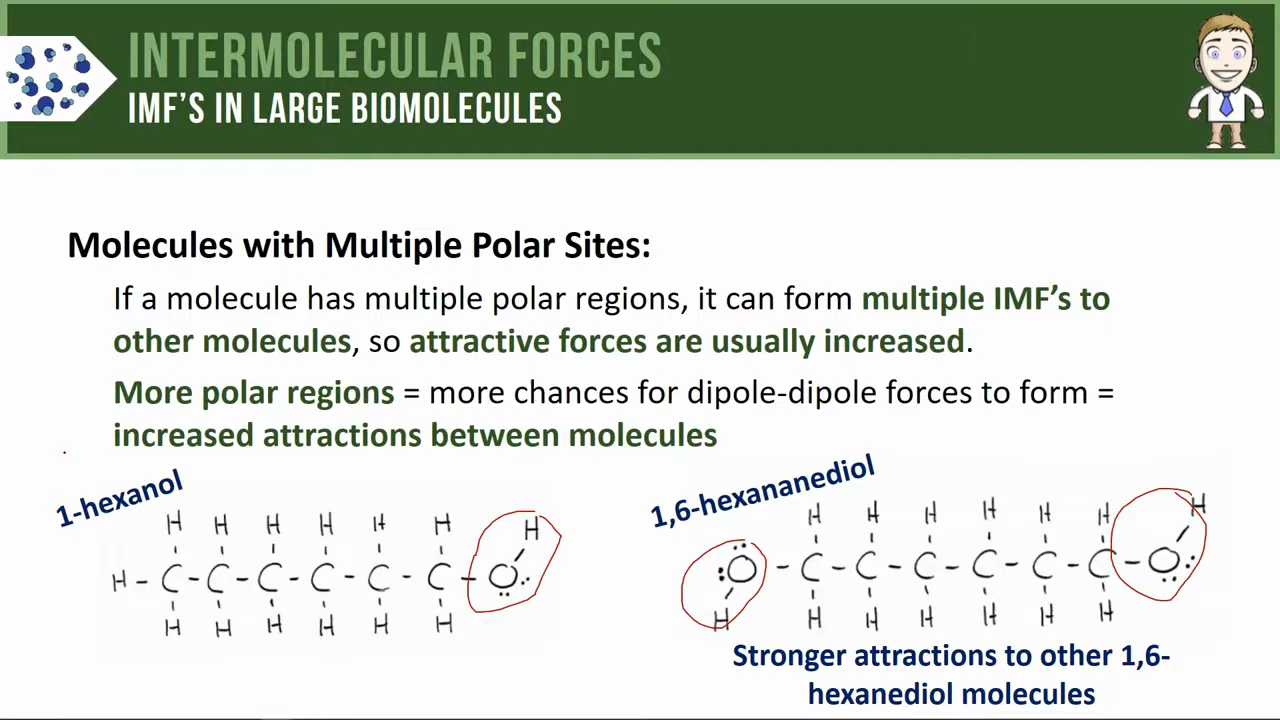 INTERMOLECULAR FORCES
IMF'S IN LARGE BIOMOLECULES
Molecules with Multiple Polar Sites:
If a molecule has multiple polar regions, it can form multiple IMF's to
other molecules, so attractive forces are usually increased.
More polar regions = more chances for dipole-dipole forces to form =
increased attractions between molecules
1-hexanol
H H H H H H H
H - C - C - C - C - C - C - O
H H H H H H
1,6-hexananediol
H H H H H H H
O - C - C - C - C - C - C - O
H H H H H H H
Stronger attractions to other 1,6-
hexanediol molecules